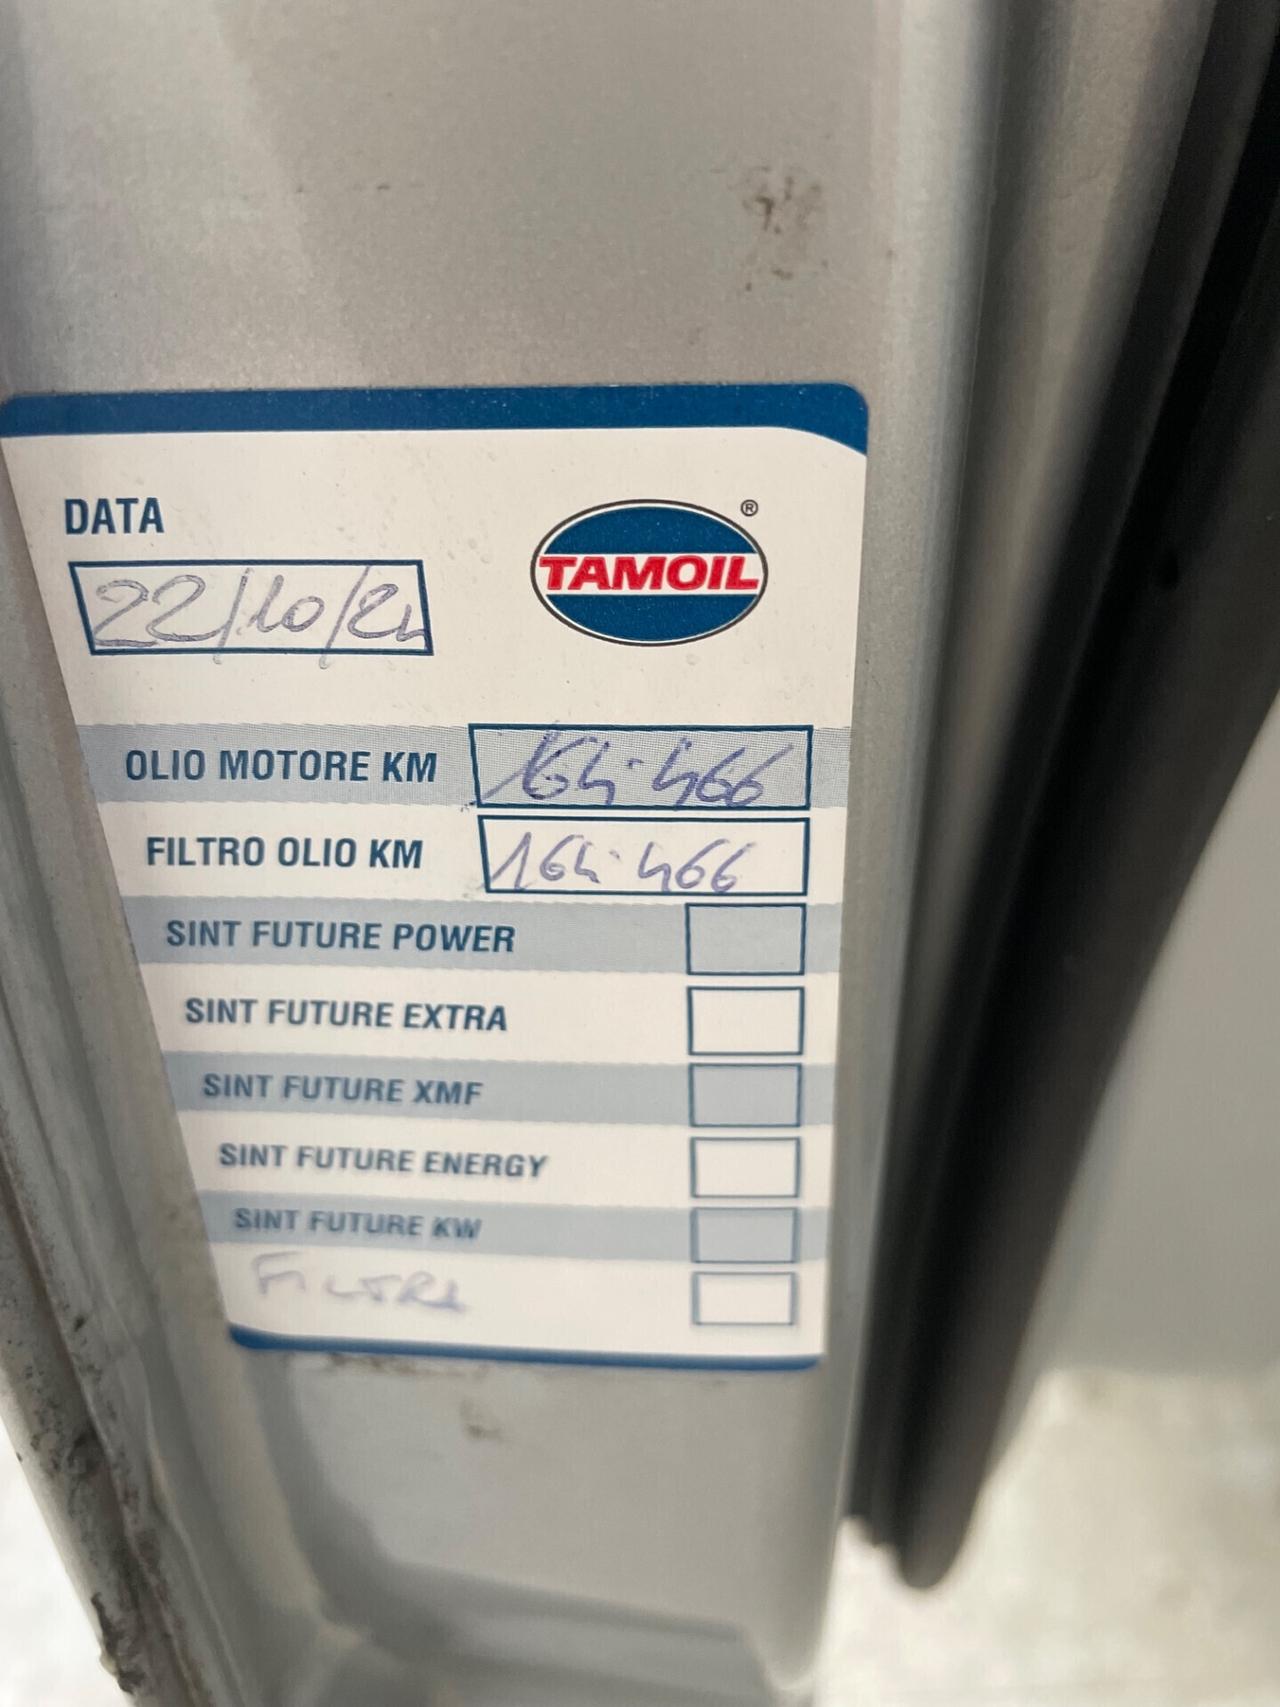 DATA
TAMOIL®
22/10/24
OLIO MOTORE KM 164.466
FILTRO OLIO KM 164.466
SINT FUTURE POWER
SINT FUTURE EXTRA
SINT FUTURE XMF
SINT FUTURE ENERGY
SINT FUTURE KW
FILTRI